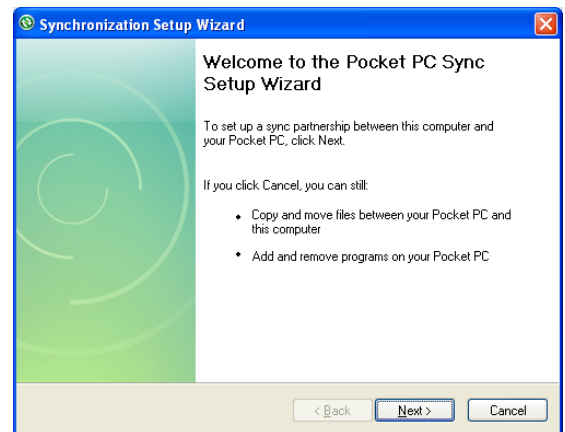 Synchronization Setup Wizard
Welcome to the Pocket PC Sync
Setup Wizard
To set up a sync partnership between this computer and
your Pocket PC, click Next.
If you click Cancel, you can still:
• Copy and move files between your Pocket PC and
this computer
• Add and remove programs on your Pocket PC
< Back
Next >
Cancel